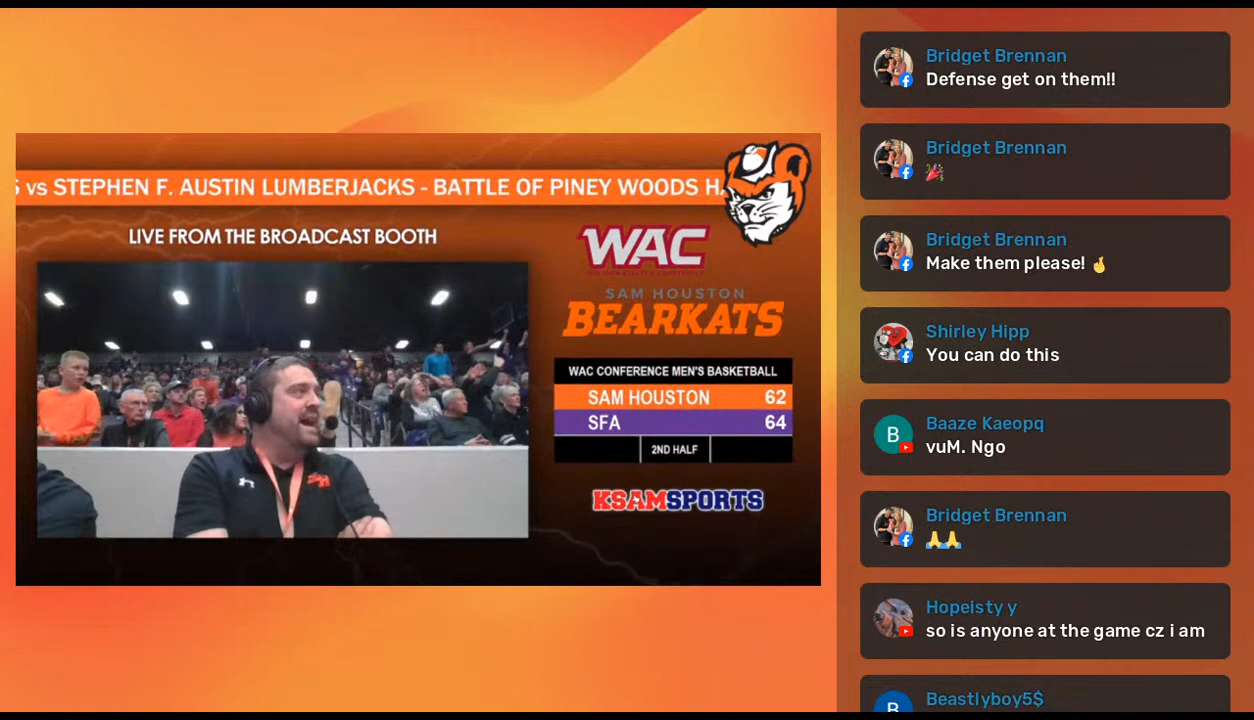 S vs STEPHEN F. AUSTIN LUMBERJACKS - BATTLE OF PINEY WOODS
LIVE FROM THE BROADCAST BOOTH
WAC
SAM HOUSTON
BEARKATS
WAC CONFERENCE MEN'S BASKETBALL
SAM HOUSTON 62
SFA 64
2ND HALF
KSAMSPORTS
Bridget Brennan
Defense get on them!!
Bridget Brennan
🎉
Bridget Brennan
Make them please! 🤞
Shirley Hipp
You can do this
B
Baaze Kaeopq
vuM. Ngo
Bridget Brennan
🙏🙏
Hopeisty y
so is anyone at the game cz i am
B
Beastlyboy5$